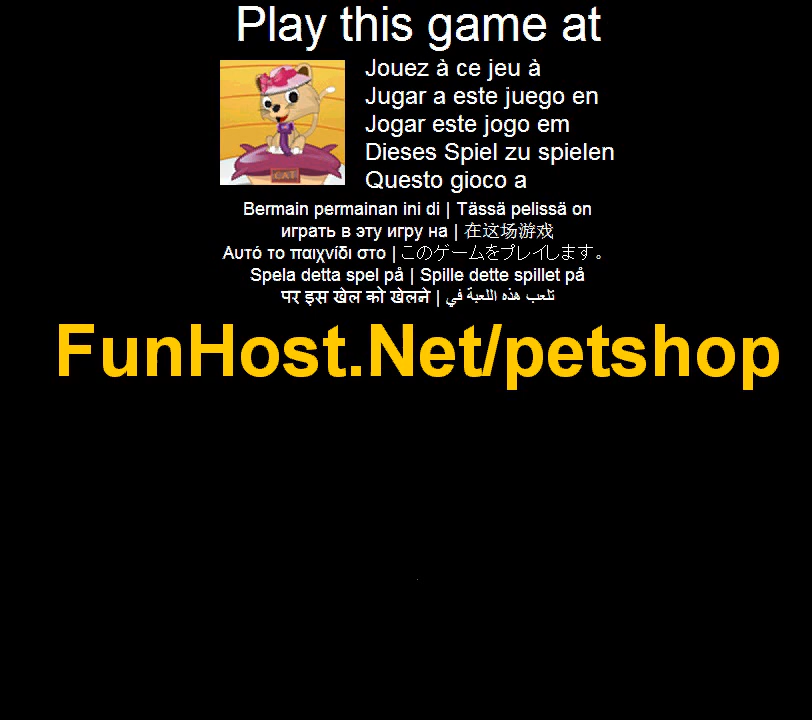 Play this game at
Jouez à ce jeu à
Jugar a este juego en
Jogar este jogo em
Dieses Spiel zu spielen
Questo gioco a
CAT
Bermain permainan ini di | Tässä pelissä on
играть в эту игру на | 在这场游戏
Αυτό το παιχνίδι στο | このゲームをプレイします。
Spela detta spel på | Spille dette spillet på
पर इस खेल को खेलने | تلعب هذه اللعبة في
FunHost.Net/petshop